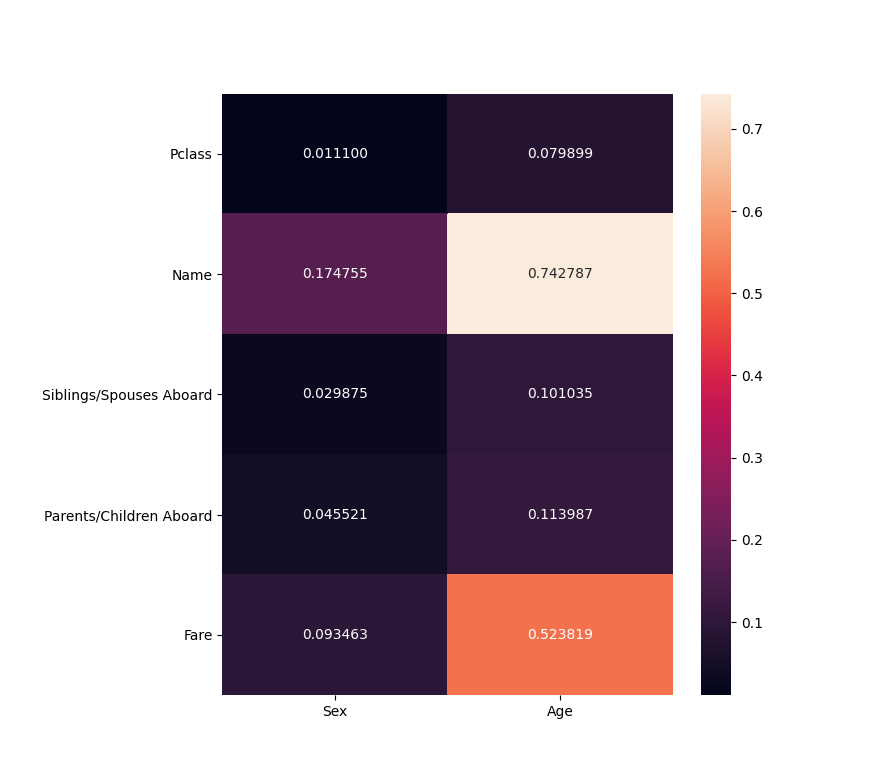 0.7
Pclass 0.011100 0.079899
0.6
Name 0.174755 0.742787
0.5
Siblings/Spouses Aboard 0.029875 0.101035
0.4
0.3
Parents/Children Aboard 0.045521 0.113987
0.2
Fare 0.093463 0.523819
0.1
Sex Age